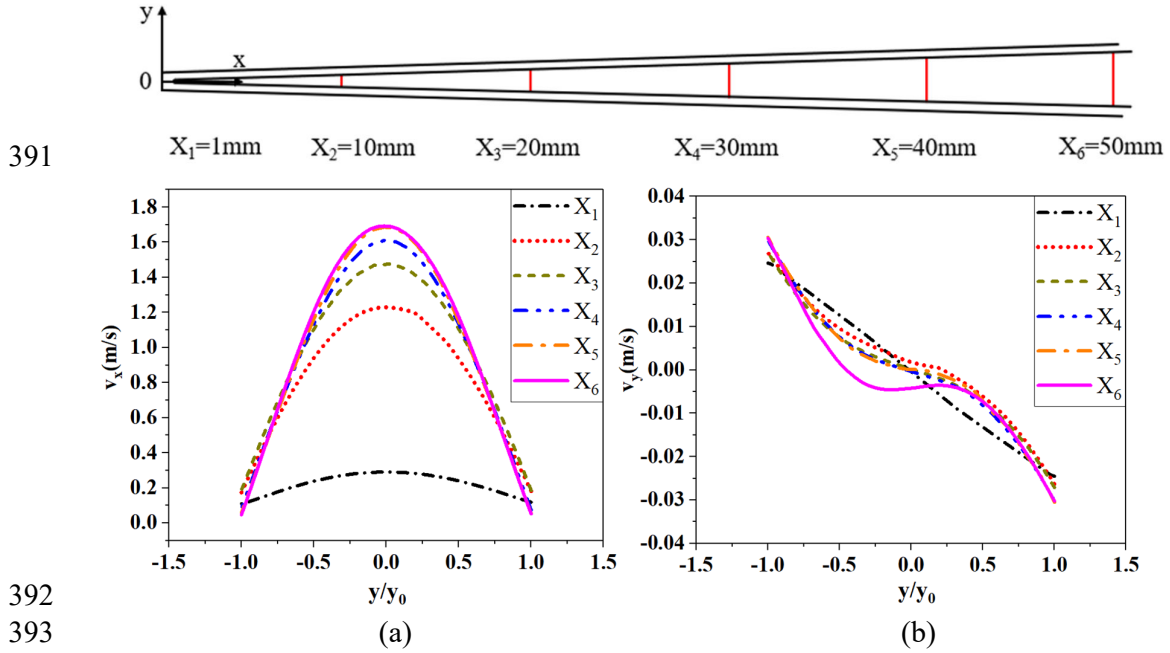 y
x
0
391
X₁=1mm X₂=10mm X₃=20mm X₄=30mm X₅=40mm X₆=50mm
vₓ(m/s)
1.8
1.6
1.4
1.2
1.0
0.8
0.6
0.4
0.2
0.0
-1.5 -1.0 -0.5 0.0 0.5 1.0 1.5
y/y₀
X₁
X₂
X₃
X₄
X₅
X₆
v_y(m/s)
0.04
0.03
0.02
0.01
0.00
-0.01
-0.02
-0.03
-0.04
-1.5 -1.0 -0.5 0.0 0.5 1.0 1.5
y/y₀
X₁
X₂
X₃
X₄
X₅
X₆
392
393 (a) (b)